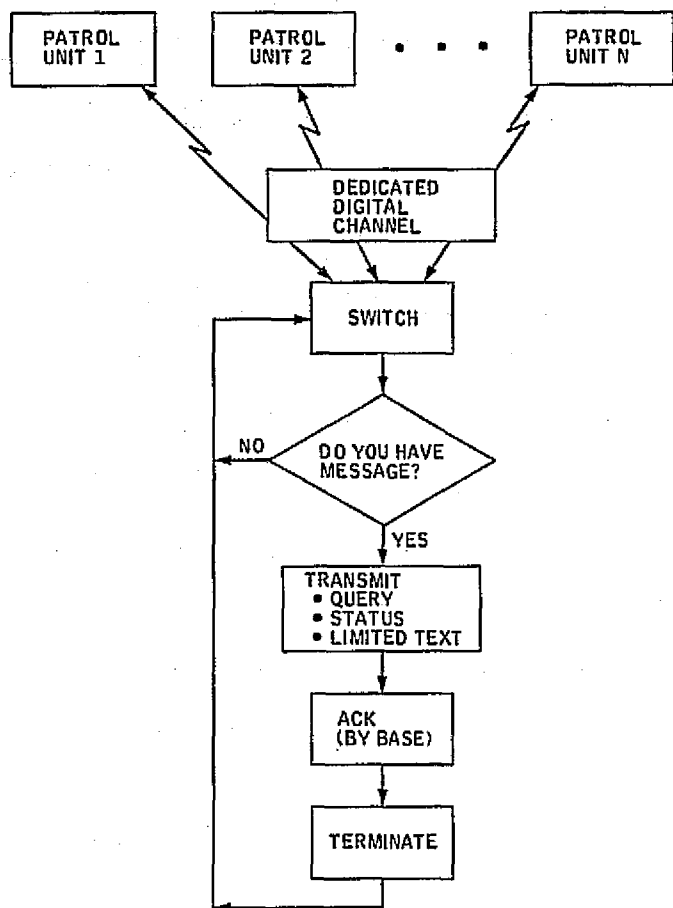 PATROL
UNIT 1
PATROL
UNIT 2
• • •
PATROL
UNIT N
DEDICATED
DIGITAL
CHANNEL
SWITCH
NO
DO YOU HAVE
MESSAGE?
YES
TRANSMIT
• QUERY
• STATUS
• LIMITED TEXT
ACK
(BY BASE)
TERMINATE